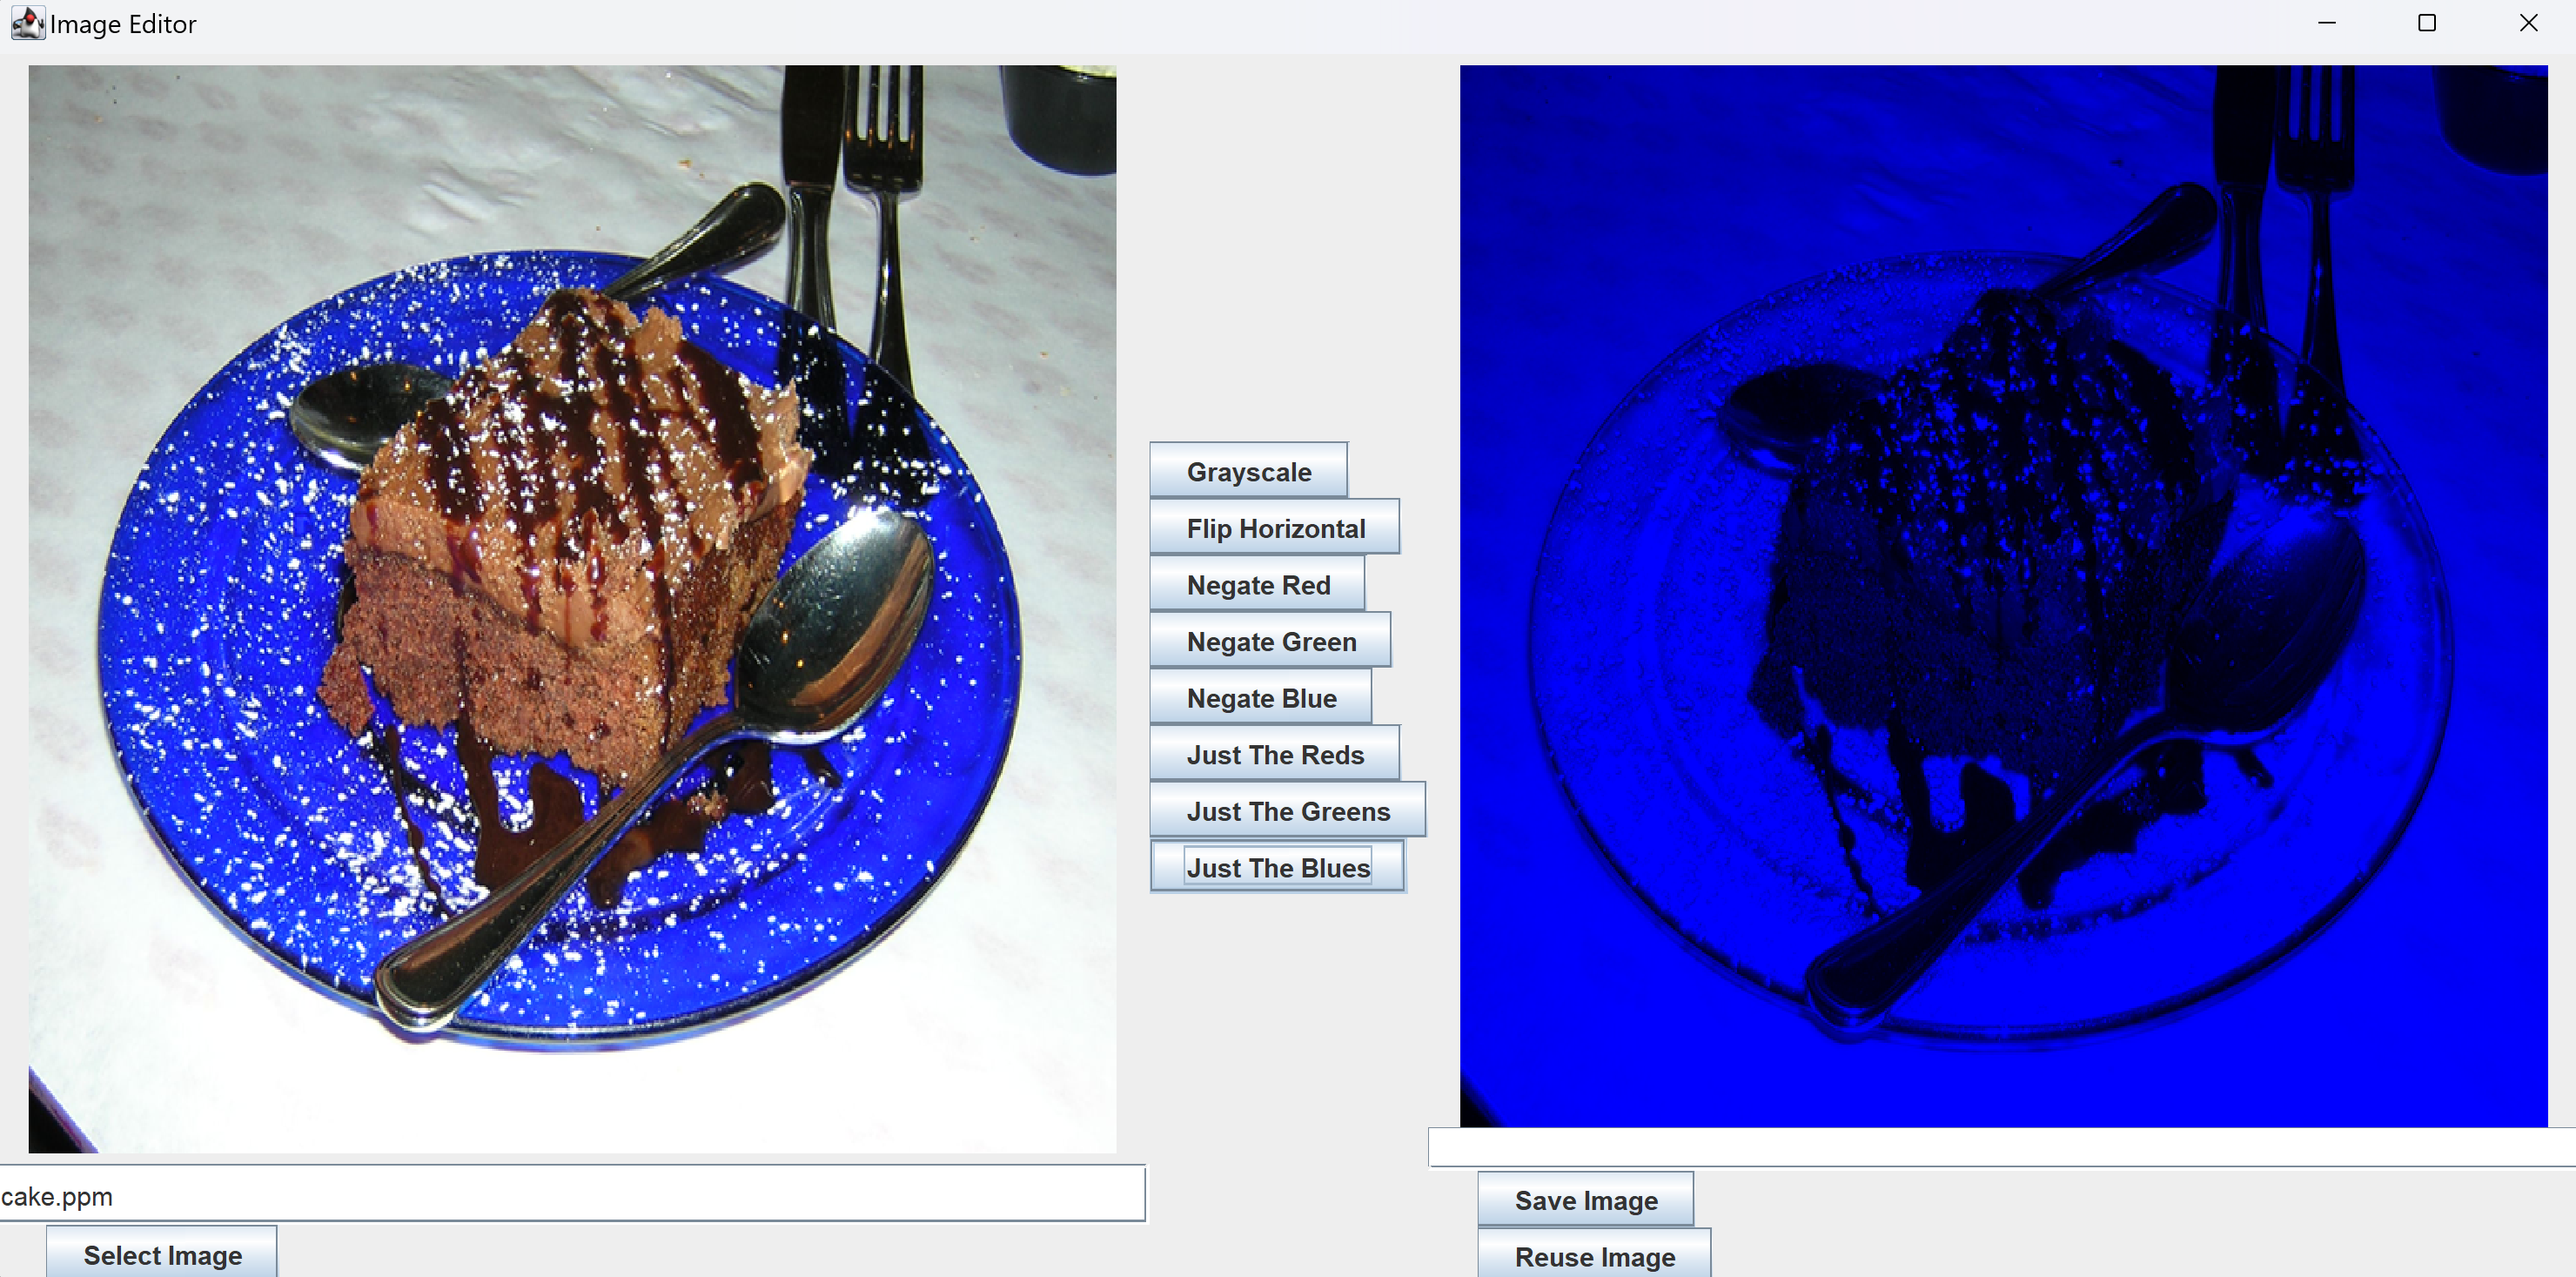 Image Editor
Grayscale
Flip Horizontal
Negate Red
Negate Green
Negate Blue
Just The Reds
Just The Greens
Just The Blues
cake.ppm
Select Image
Save Image
Reuse Image